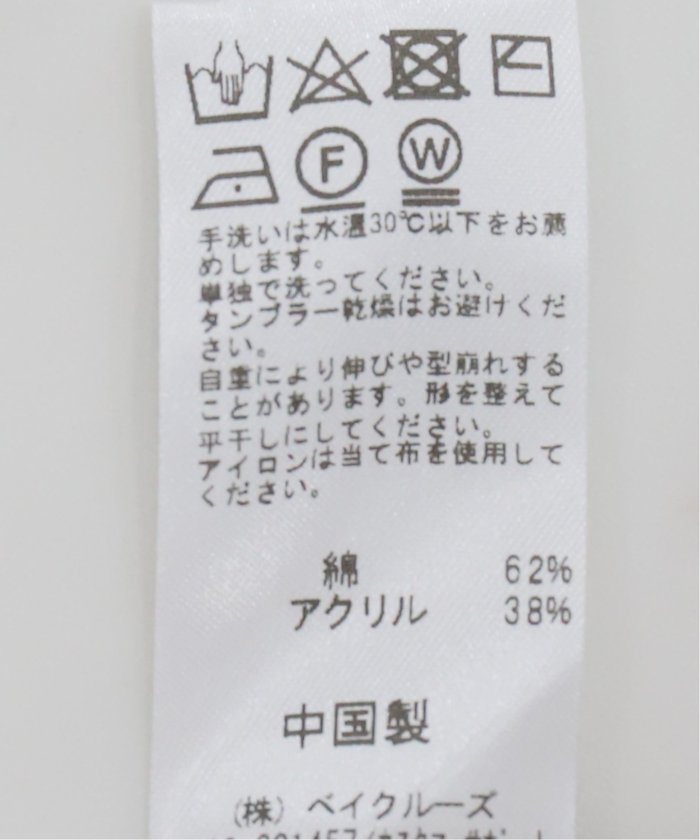 F W
手洗いは水温30℃以下をお薦
めします。
単独で洗ってください。
タンブラー乾燥はお避けくだ
さい。
自重により伸びや型崩れする
ことがあります。形を整えて
平干しにしてください。
アイロンは当て布を使用して
ください。
綿 62%
アクリル 38%
中国製
(株) ベイクルーズ